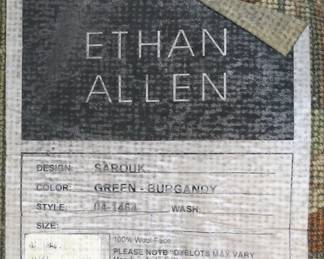 ETHAN
ALLEN
DESIGN: SAROUK
COLOR: GREEN - BURGANDY
STYLE: 04-1464 WASH:
SIZE:
100% Wool Face
PLEASE NOTE "DYELOTS MAY VARY